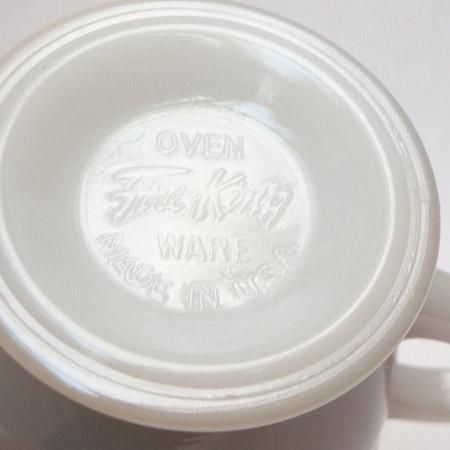 OVEN
Fire-King
WARE
MADE IN U.S.A.